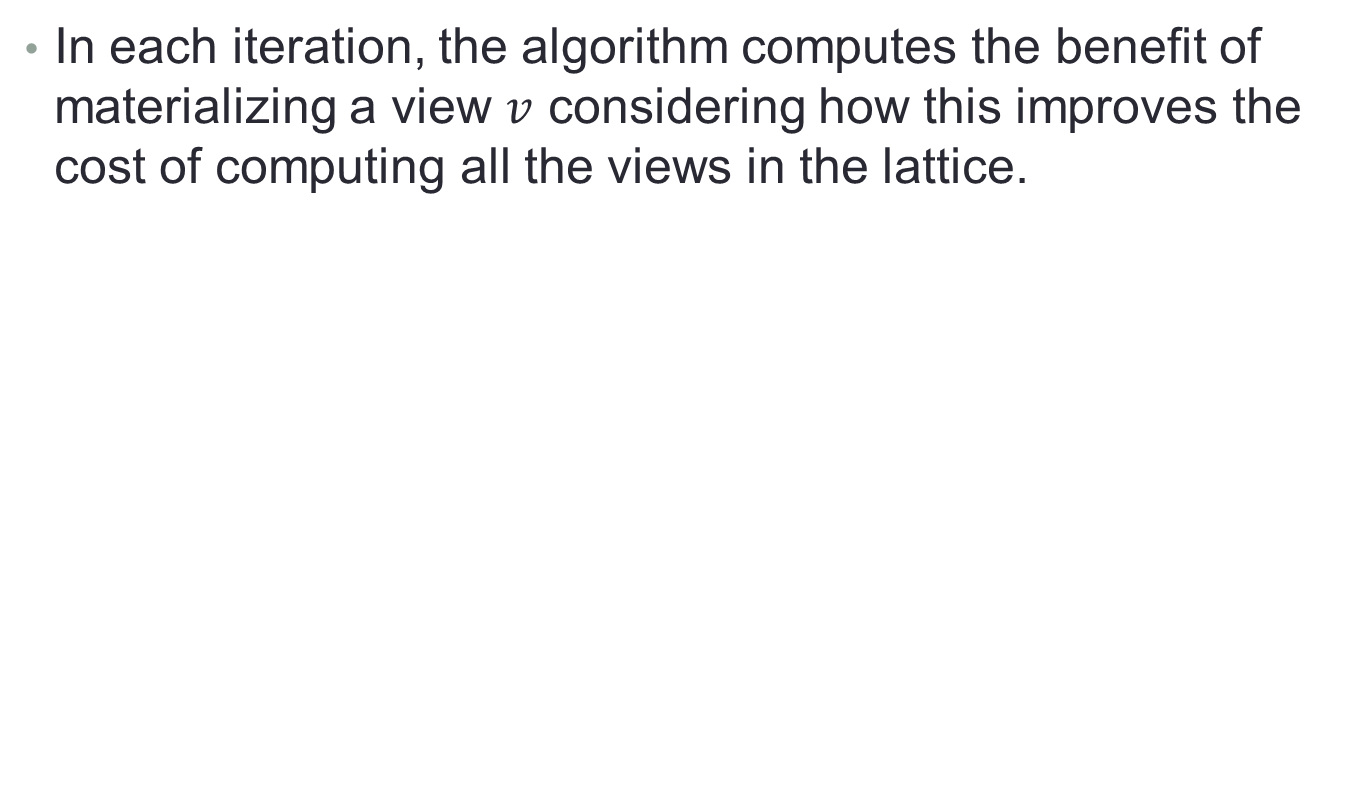 • In each iteration, the algorithm computes the benefit of
materializing a view 𝑣 considering how this improves the
cost of computing all the views in the lattice.